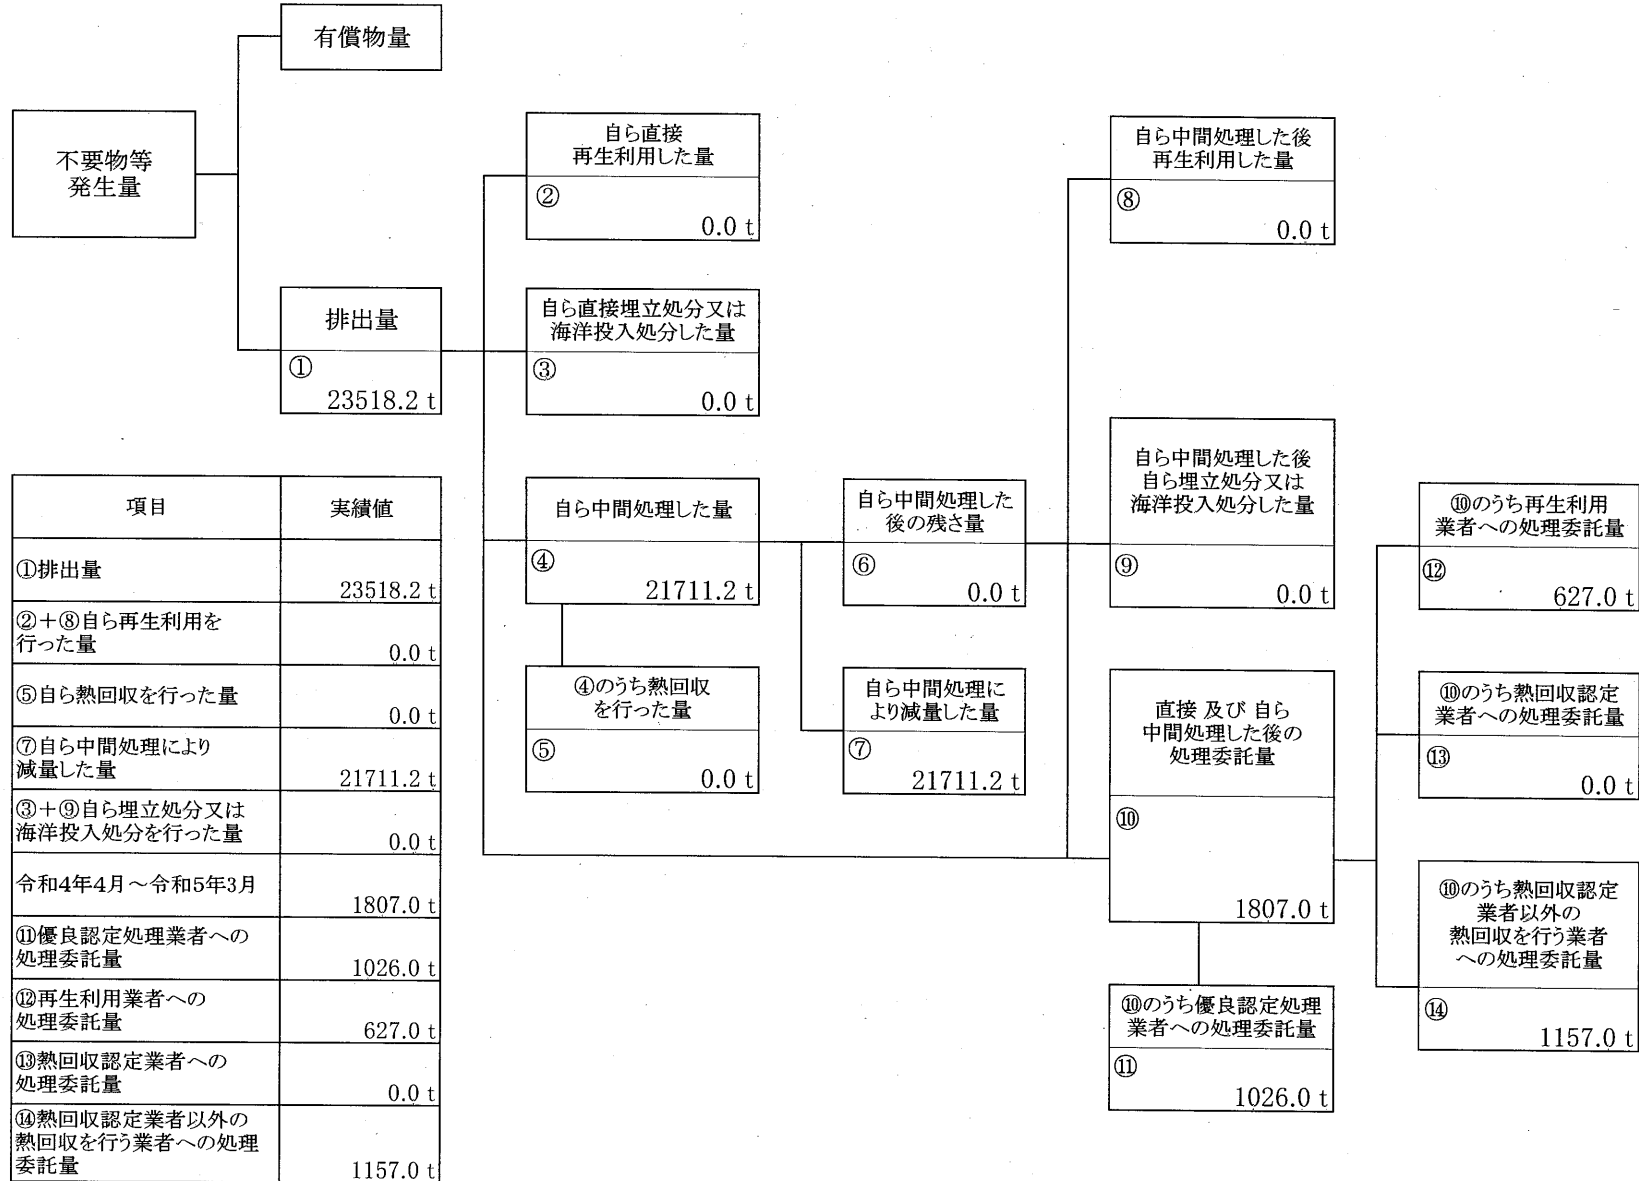 有償物量
不要物等
発生量
排出量
①
23518.2 t
自ら直接
再生利用した量
②
0.0 t
自ら直接埋立処分又は
海洋投入処分した量
③
0.0 t
自ら中間処理した量
④
21711.2 t
④のうち熱回収
を行った量
⑤
0.0 t
自ら中間処理した
後の残さ量
⑥
0.0 t
自ら中間処理に
より減量した量
⑦
21711.2 t
自ら中間処理した後
再生利用した量
⑧
0.0 t
自ら中間処理した後
自ら埋立処分又は
海洋投入処分した量
⑨
0.0 t
直接 及び 自ら
中間処理した後の
処理委託量
⑩
1807.0 t
⑩のうち優良認定処理
業者への処理委託量
⑪
1026.0 t
⑩のうち再生利用
業者への処理委託量
⑫
627.0 t
⑩のうち熱回収認定
業者への処理委託量
⑬
0.0 t
⑩のうち熱回収認定
業者以外の
熱回収を行う業者
への処理委託量
⑭
1157.0 t
項目 実績値
①排出量
23518.2 t
②＋⑧自ら再生利用を
行った量
0.0 t
⑤自ら熱回収を行った量
0.0 t
⑦自ら中間処理により
減量した量
21711.2 t
③＋⑨自ら埋立処分又は
海洋投入処分を行った量
0.0 t
令和4年4月～令和5年3月
1807.0 t
⑪優良認定処理業者への
処理委託量
1026.0 t
⑫再生利用業者への
処理委託量
627.0 t
⑬熱回収認定業者への
処理委託量
0.0 t
⑭熱回収認定業者以外の
熱回収を行う業者への処理
委託量
1157.0 t